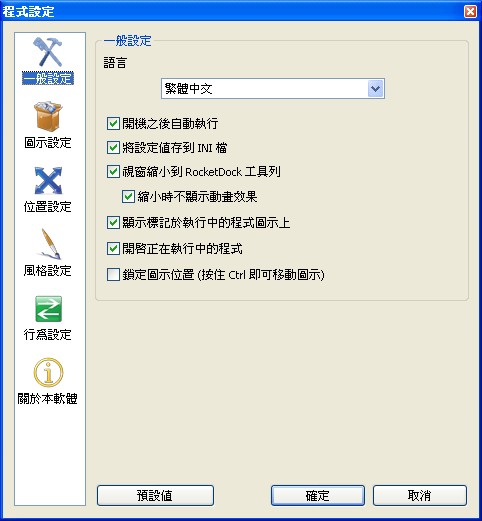 程式設定
一般設定
圖示設定
位置設定
風格設定
行為設定
關於本軟體
一般設定
語言
繁體中文
開機之後自動執行
將設定值存到 INI 檔
視窗縮小到 RocketDock 工具列
縮小時不顯示動畫效果
顯示標記於執行中的程式圖示上
開啓正在執行中的程式
鎖定圖示位置 (按住 Ctrl 即可移動圖示)
預設値
確定
取消